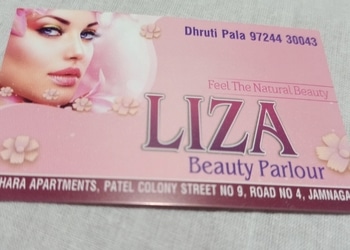 Dhruti Pala 97244 30043
Feel The Natural Beauty
LIZA
Beauty Parlour
HARA APARTMENTS, PATEL COLONY STREET NO 9, ROAD NO 4, JAMNAGA